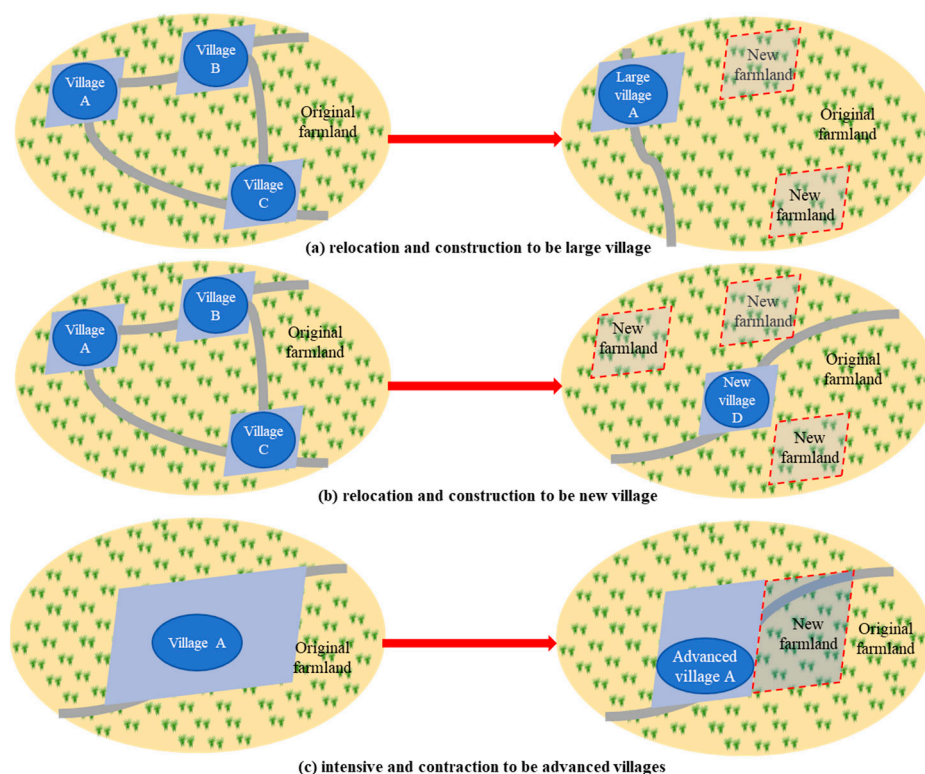 Village
A
Village
B
Original
farmland
Village
C
Large
village
A
New
farmland
Original
farmland
New
farmland
(a) relocation and construction to be large village
Village
A
Village
B
Original
farmland
Village
C
New
farmland
New
farmland
New
village
D
Original
farmland
New
farmland
(b) relocation and construction to be new village
Village A
Original
farmland
Advanced
village A
New
farmland
Original
farmland
(c) intensive and contraction to be advanced villages